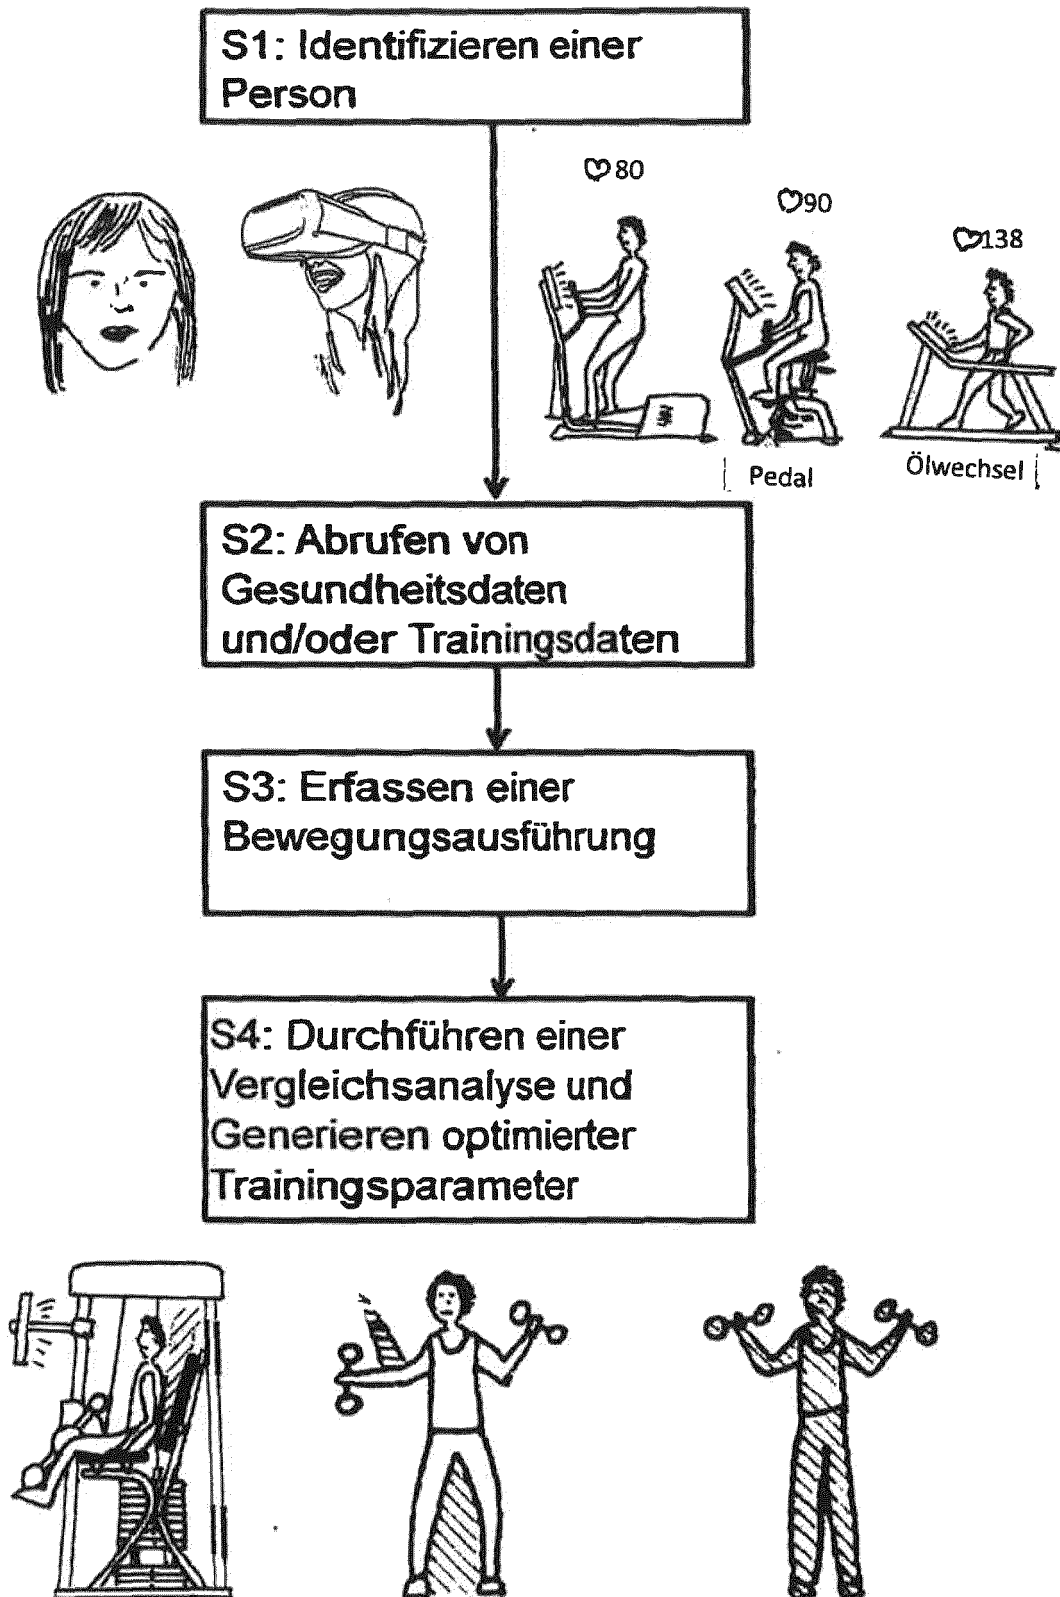 S1: Identifizieren einer
Person
80
90
138
Pedal
Ölwechsel
S2: Abrufen von
Gesundheitsdaten
und/oder Trainingsdaten
S3: Erfassen einer
Bewegungsausführung
S4: Durchführen einer
Vergleichsanalyse und
Generieren optimierter
Trainingsparameter